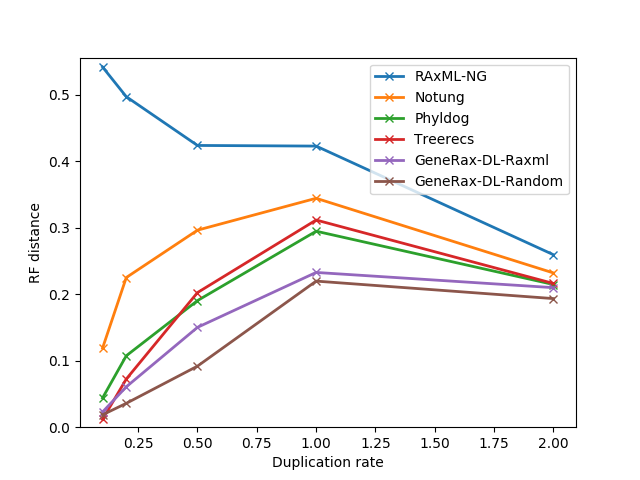 RAxML-NG
Notung
Phyldog
Treerecs
GeneRax-DL-Raxml
GeneRax-DL-Random
RF distance
0.5
0.4
0.3
0.2
0.1
0.0
0.25 0.50 0.75 1.00 1.25 1.50 1.75 2.00
Duplication rate